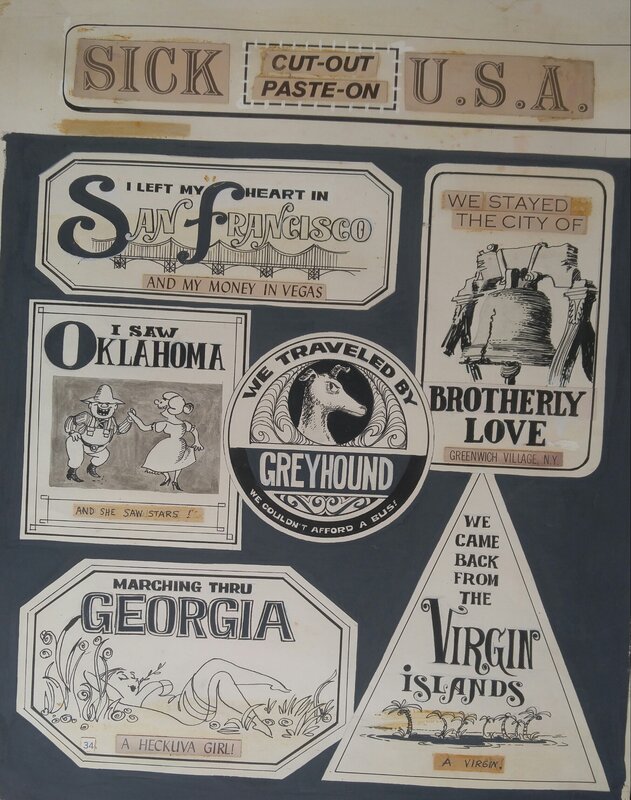 SICK CUT-OUT PASTE-ON U.S.A.
I LEFT MY HEART IN
SAN FRANCISCO
AND MY MONEY IN VEGAS
WE STAYED
THE CITY OF
BROTHERLY
LOVE
GREENWICH VILLAGE, N.Y.
I SAW
OKLAHOMA
AND SHE SAW STARS !
WE TRAVELED BY
GREYHOUND
WE COULDN'T AFFORD A BUS!
MARCHING THRU
GEORGIA
34
A HECKUVA GIRL!
WE
CAME
BACK
FROM
THE
VIRGIN
ISLANDS
A VIRGIN.